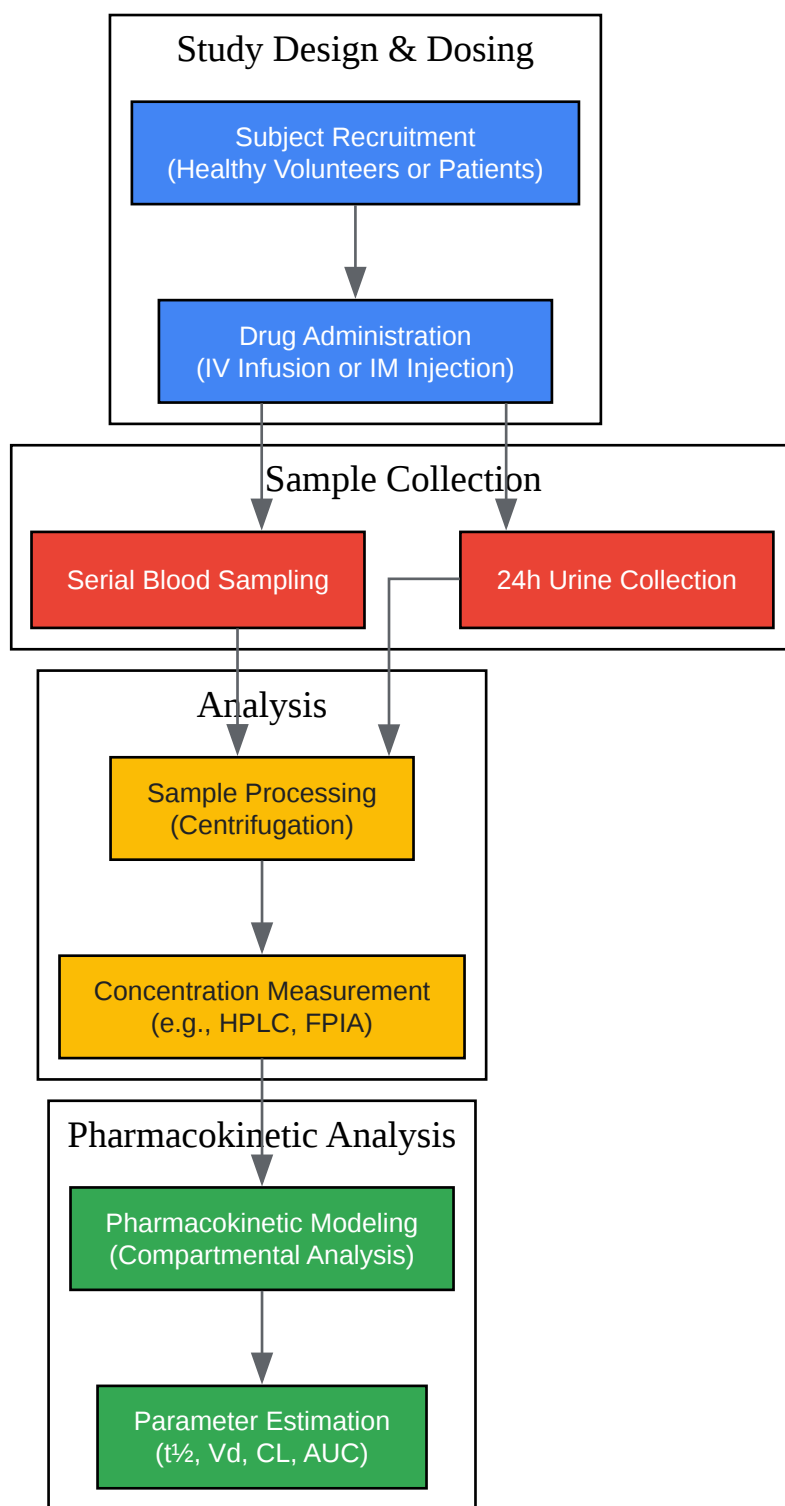 Study Design & Dosing
Subject Recruitment
(Healthy Volunteers or Patients)
Drug Administration
(IV Infusion or IM Injection)
Sample Collection
Serial Blood Sampling
24h Urine Collection
Analysis
Sample Processing
(Centrifugation)
Concentration Measurement
(e.g., HPLC, FPIA)
Pharmacokinetic Analysis
Pharmacokinetic Modeling
(Compartmental Analysis)
Parameter Estimation
(t½, Vd, CL, AUC)